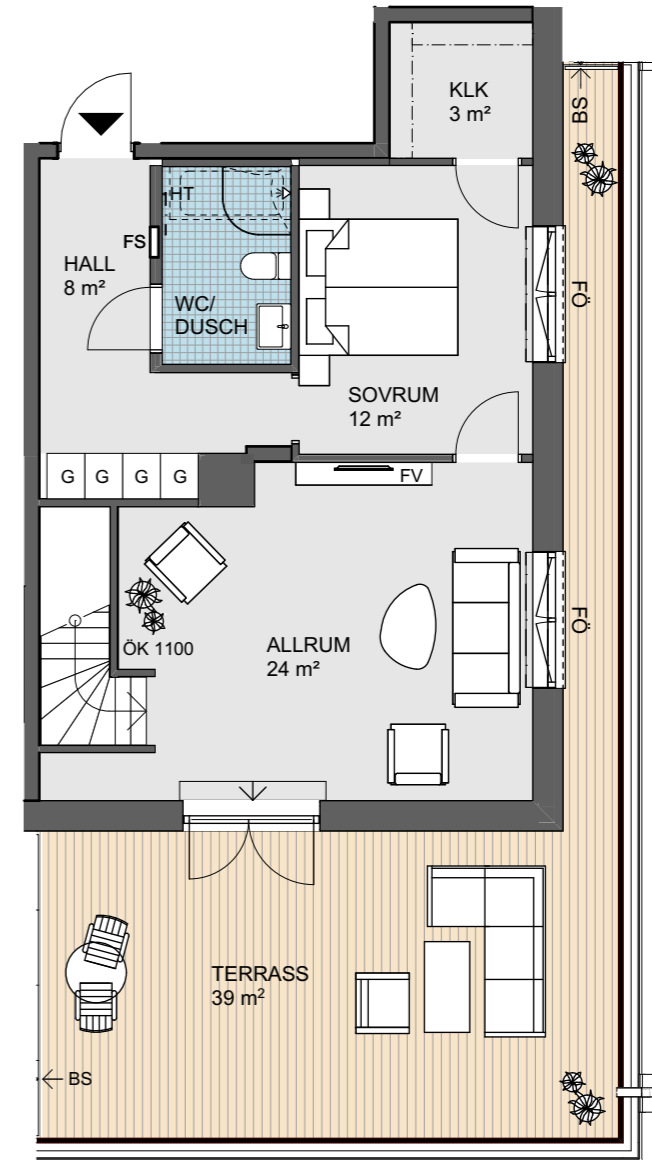 KLK
3 m²
BS
HT
FS
HALL
8 m²
WC/
DUSCH
FÖ
SOVRUM
12 m²
G G G G
FV
FÖ
ÖK 1100
ALLRUM
24 m²
TERRASS
39 m²
BS